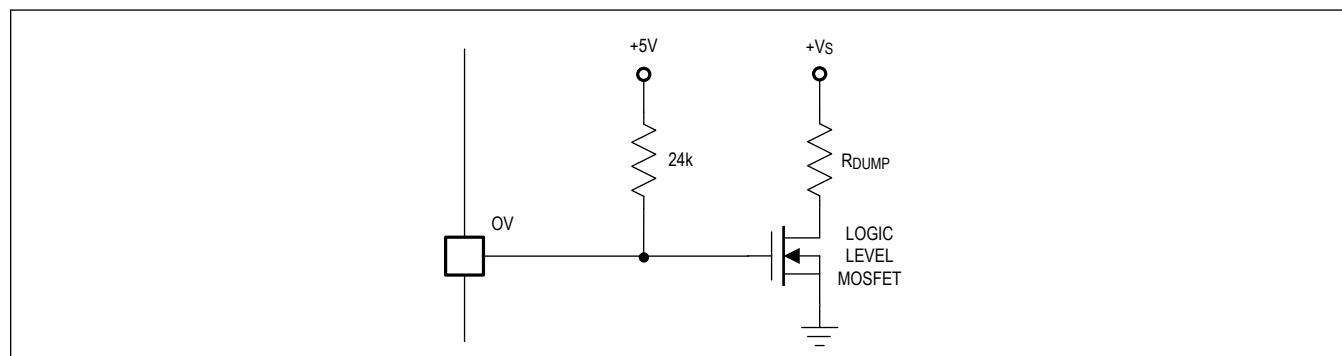 +5V
+VS
24k
RDUMP
OV
LOGIC
LEVEL
MOSFET